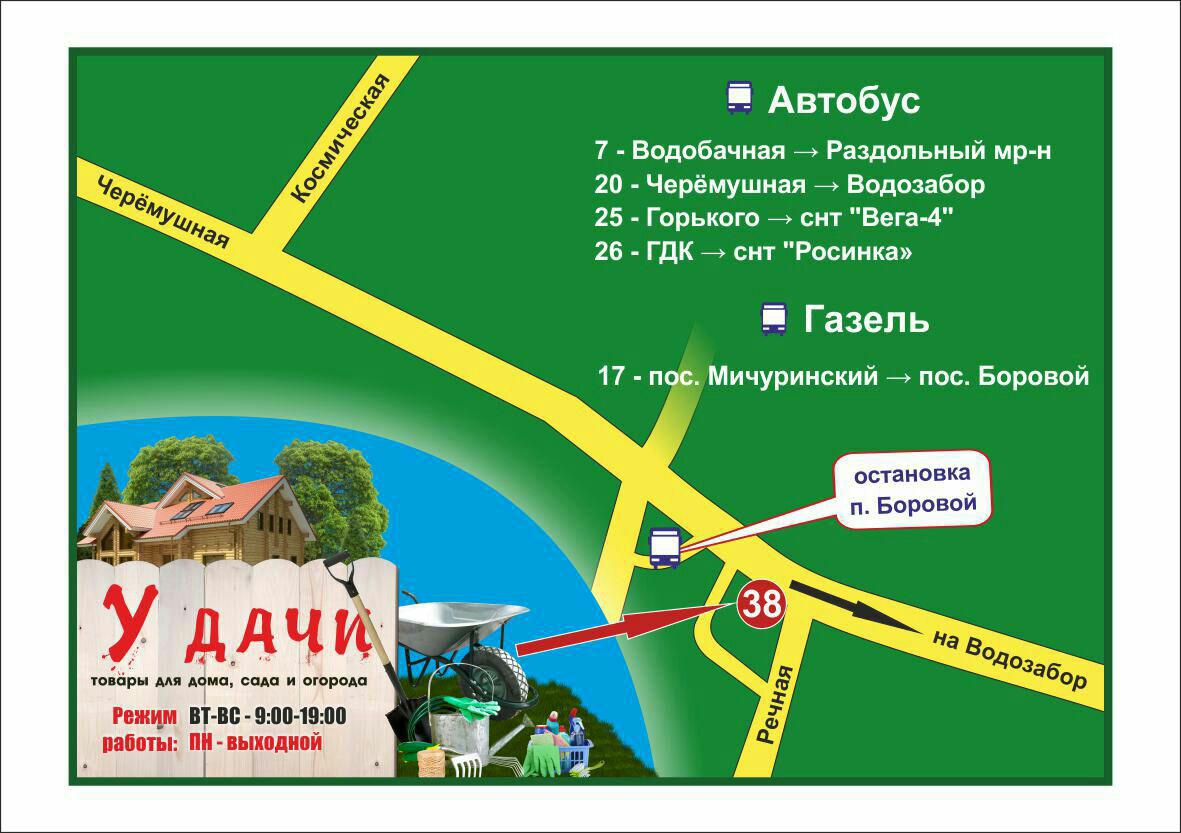 Автобус
7 - Водобачная → Раздольный мр-н
20 - Черёмушная → Водозабор
25 - Горького → снт "Вега-4"
26 - ГДК → снт "Росинка»
Газель
17 - пос. Мичуринский → пос. Боровой
Космическая
Черёмушная
остановка
п. Боровой
38
на Водозабор
Речная
У дачи
товары для дома, сада и огорода
Режим работы:
ВТ-ВС - 9:00-19:00
ПН - выходной